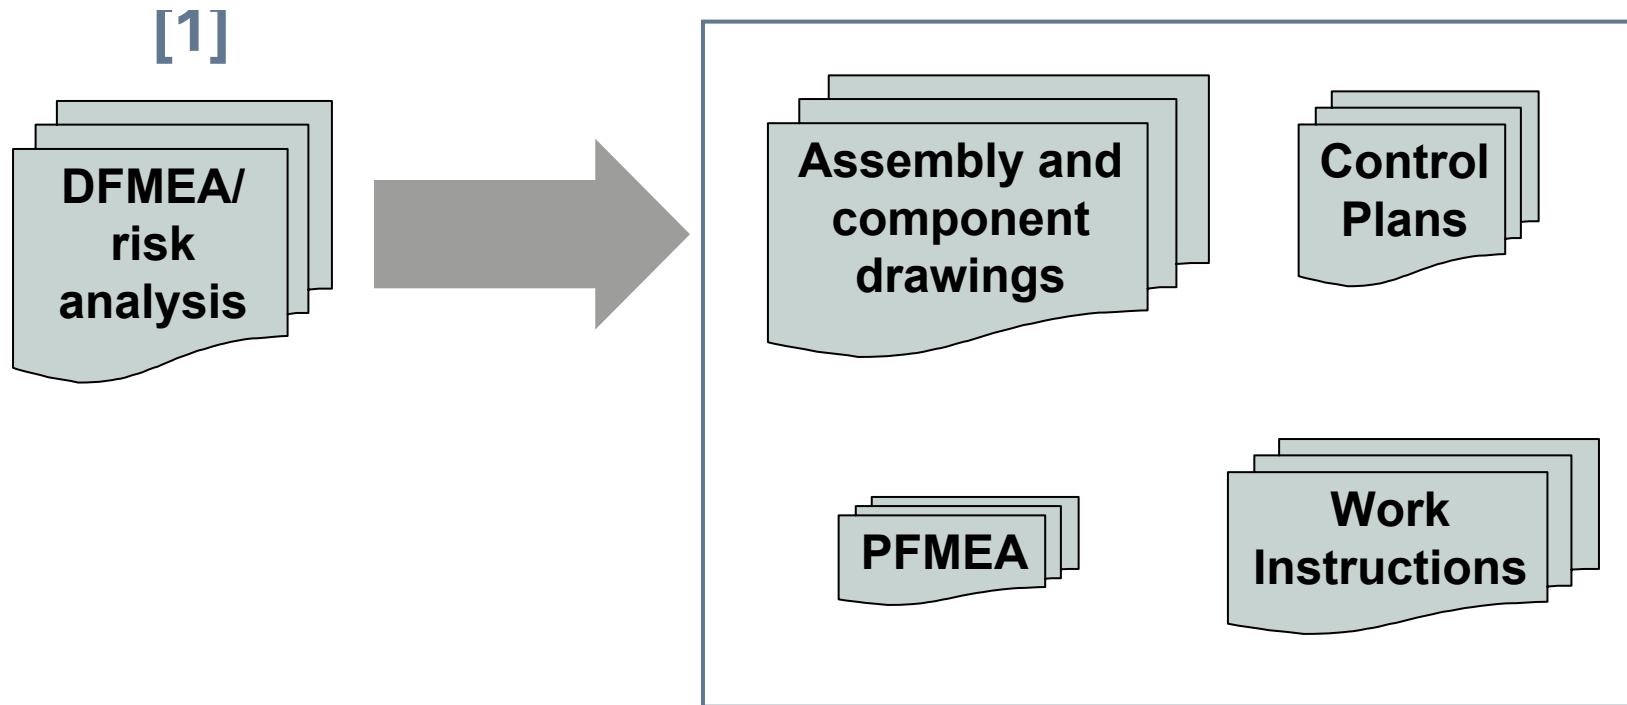 [1]
DFMEA/
risk
analysis
Assembly and
component
drawings
Control
Plans
PFMEA
Work
Instructions